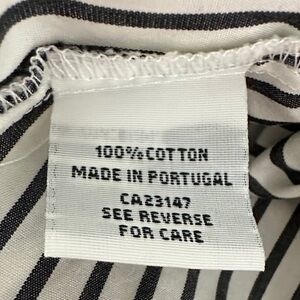 100% COTTON
MADE IN PORTUGAL
CA23147
SEE REVERSE
FOR CARE